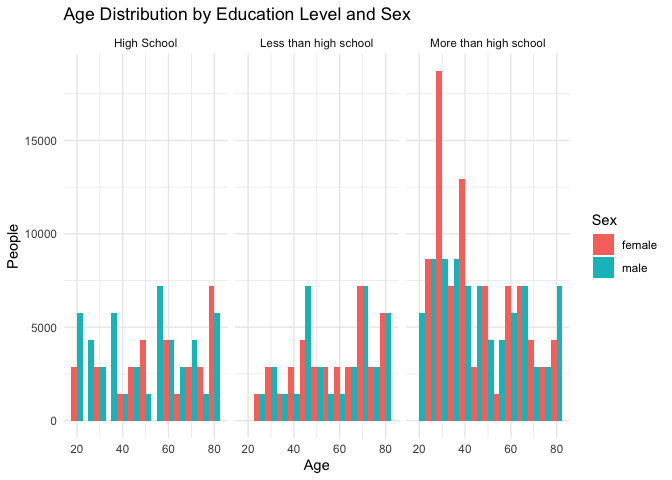 Age Distribution by Education Level and Sex
High School
Less than high school
More than high school
15000
10000
5000
0
People
20 40 60 80
20 40 60 80
20 40 60 80
Age
Sex
female
male